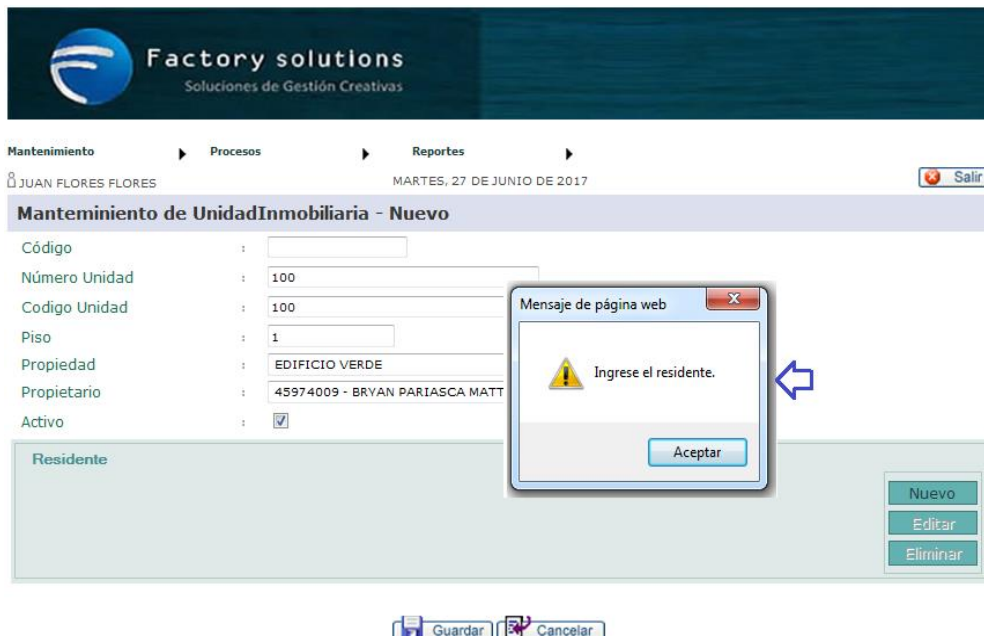 Factory solutions
Soluciones de Gestión Creativas
Mantenimiento Procesos Reportes
JUAN FLORES FLORES MARTES, 27 DE JUNIO DE 2017 Salir
Manteminiento de UnidadInmobiliaria - Nuevo
Código :
Número Unidad : 100
Codigo Unidad : 100
Piso : 1
Propiedad : EDIFICIO VERDE
Propietario : 45974009 - BRYAN PARIASCA MATT
Activo :
Mensaje de página web
Ingrese el residente.
Aceptar
Residente
Nuevo
Editar
Eliminar
Guardar Cancelar